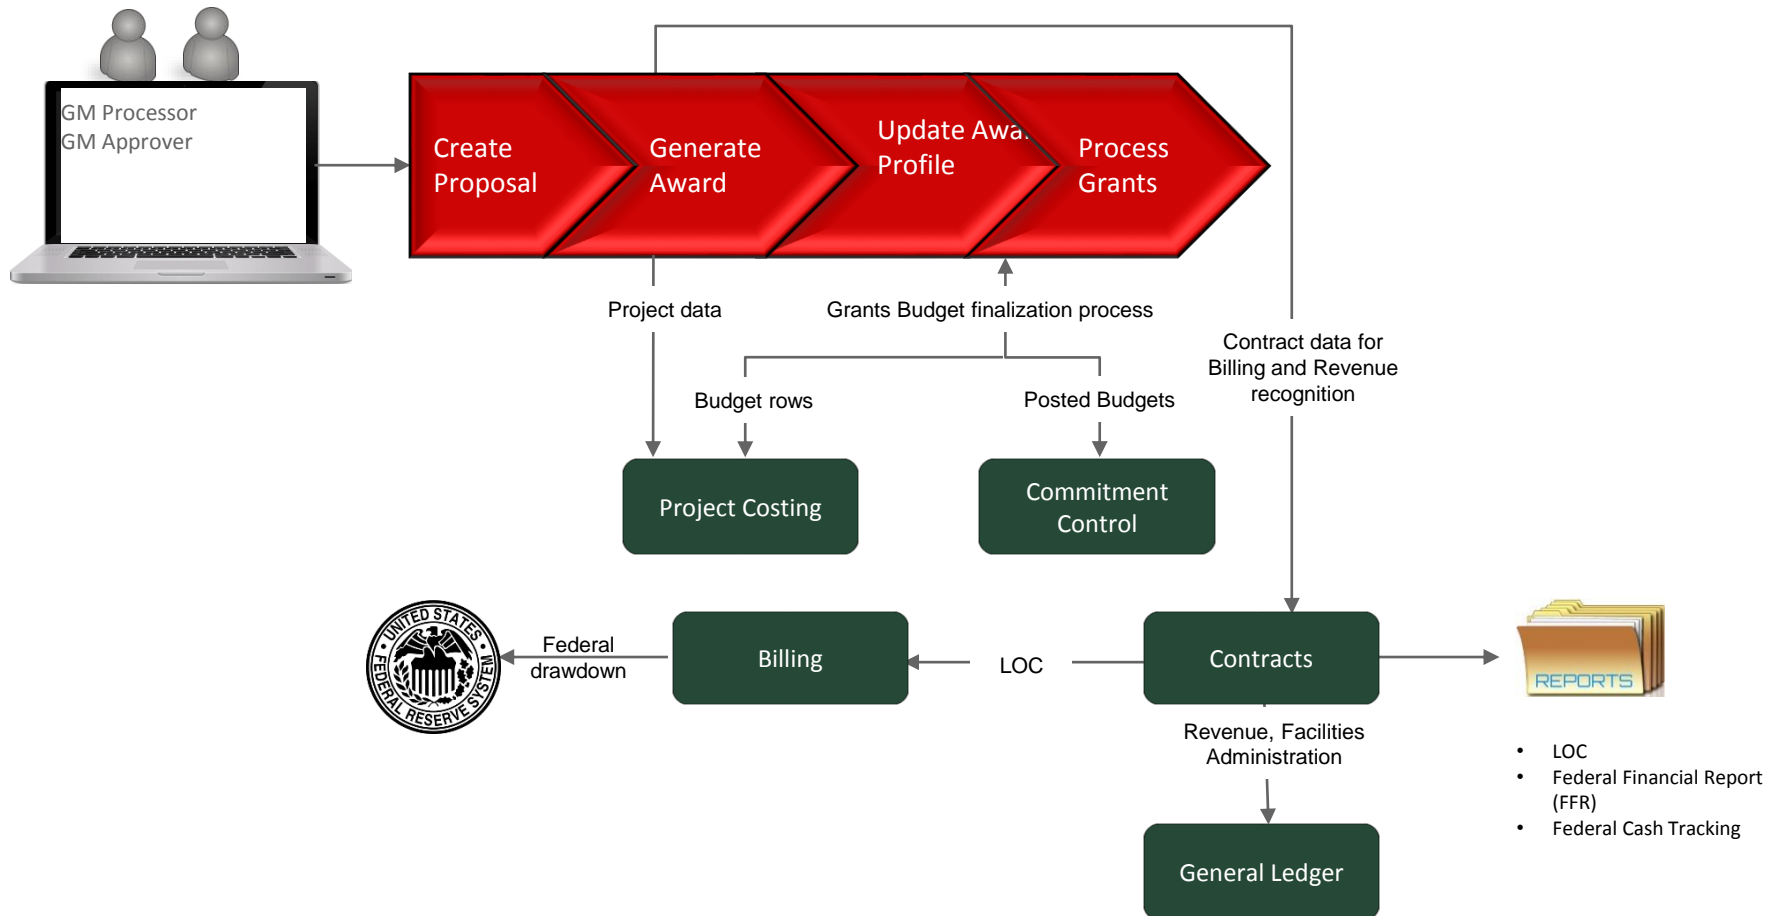 GM Processor
GM Approver
Create
Proposal
Generate
Award
Update Awa
Profile
Process
Grants
Project data
Grants Budget finalization process
Contract data for
Billing and Revenue
recognition
Budget rows
Posted Budgets
Project Costing
Commitment
Control
UNITED STATES
FEDERAL RESERVE SYSTEM
Federal
drawdown
Billing
LOC
Contracts
REPORTS
Revenue, Facilities
Administration
• LOC
• Federal Financial Report
(FFR)
• Federal Cash Tracking
General Ledger